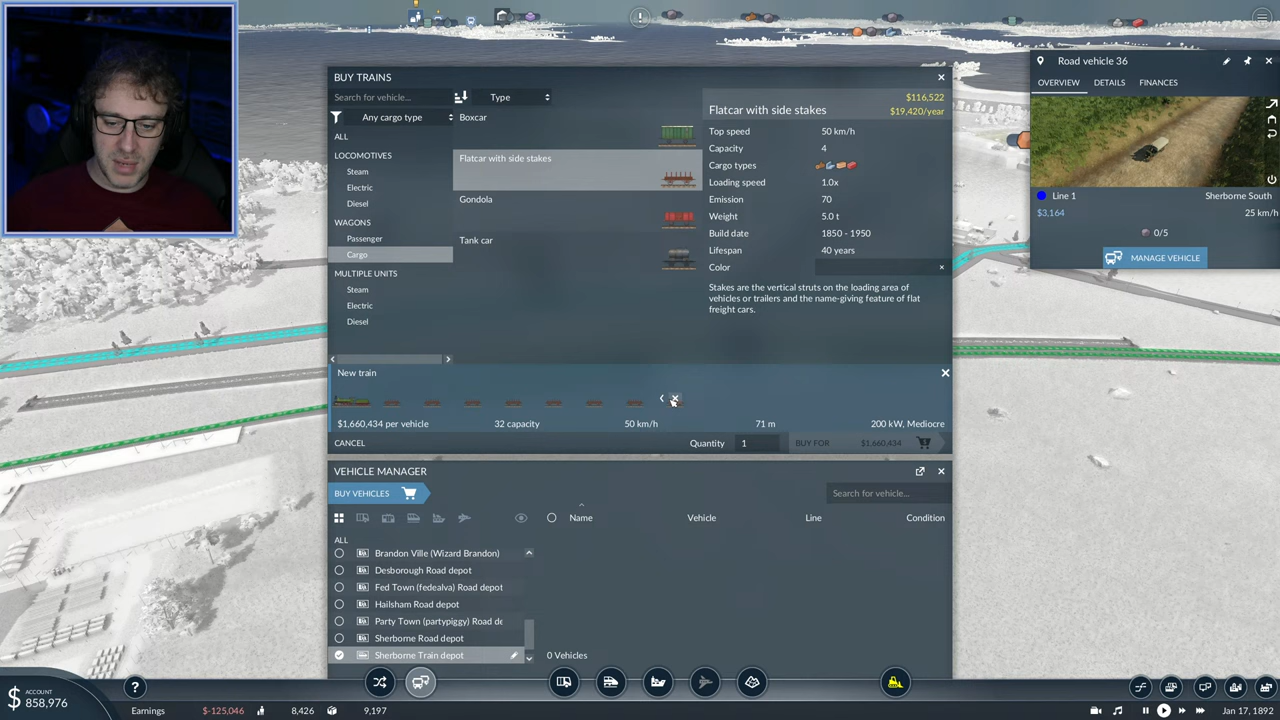 BUY TRAINS
Search for vehicle...
Type
Any cargo type
ALL
LOCOMOTIVES
Steam
Electric
Diesel
WAGONS
Passenger
Cargo
MULTIPLE UNITS
Steam
Electric
Diesel
Boxcar
Flatcar with side stakes
Gondola
Tank car
$116,522
Flatcar with side stakes
$19,420/year
Top speed 50 km/h
Capacity 4
Cargo types
Loading speed 1.0x
Emission 70
Weight 5.0 t
Build date 1850 - 1950
Lifespan 40 years
Color
Stakes are the vertical struts on the loading area of
vehicles or trailers and the name-giving feature of flat
freight cars.
New train
$1,660,434 per vehicle 32 capacity 50 km/h 71 m 200 kW, Mediocre
CANCEL Quantity 1 BUY FOR $1,660,434
VEHICLE MANAGER
BUY VEHICLES
Search for vehicle...
Name Vehicle Line Condition
ALL
Brandon Ville (Wizard Brandon)
Desborough Road depot
Fed Town (fedealva) Road depot
Hailsham Road depot
Party Town (partypiggy) Road de
Sherborne Road depot
Sherborne Train depot
0 Vehicles
Road vehicle 36
OVERVIEW DETAILS FINANCES
Line 1 Sherborne South
$3,164 25 km/h
0/5
MANAGE VEHICLE
$ ACCOUNT
858,976
?
Earnings $-125,046 8,426 9,197
Jan 17, 1892